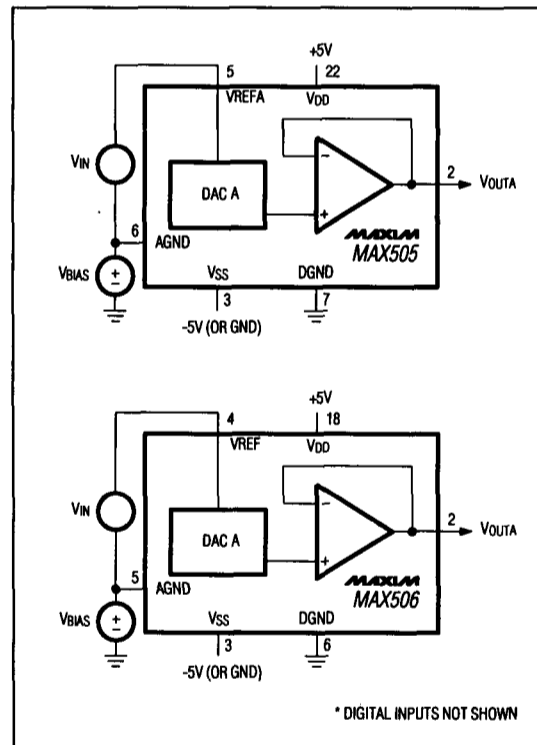 +5V
5
22
VREFA
VDD
VIN
DAC A
−
+
2
VOUTA
6
AGND
MAXIM
MAX505
VBIAS
+
−
VSS
DGND
3
7
-5V (OR GND)
+5V
4
18
VREF
VDD
VIN
DAC A
−
+
2
VOUTA
5
AGND
MAXIM
MAX506
VBIAS
+
−
VSS
DGND
3
6
-5V (OR GND)
* DIGITAL INPUTS NOT SHOWN